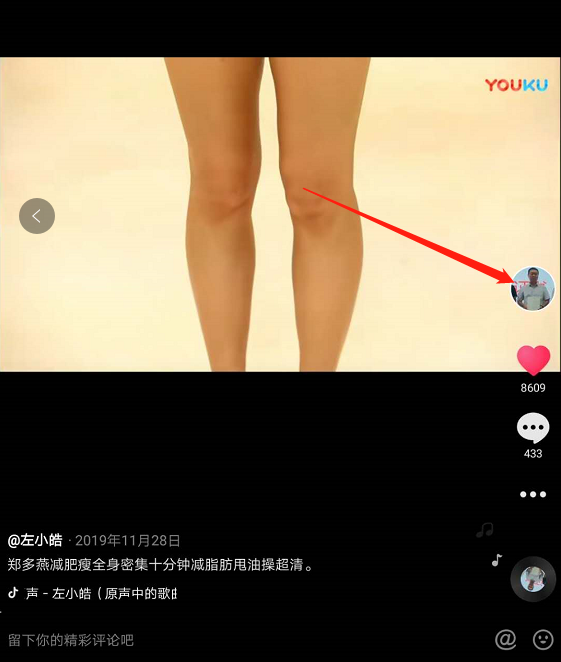 YOUKU
8609
433
@左小皓 · 2019年11月28日
郑多燕减肥瘦全身密集十分钟减脂肪甩油操超清。
声 - 左小皓（原声中的歌曲
留下你的精彩评论吧
@